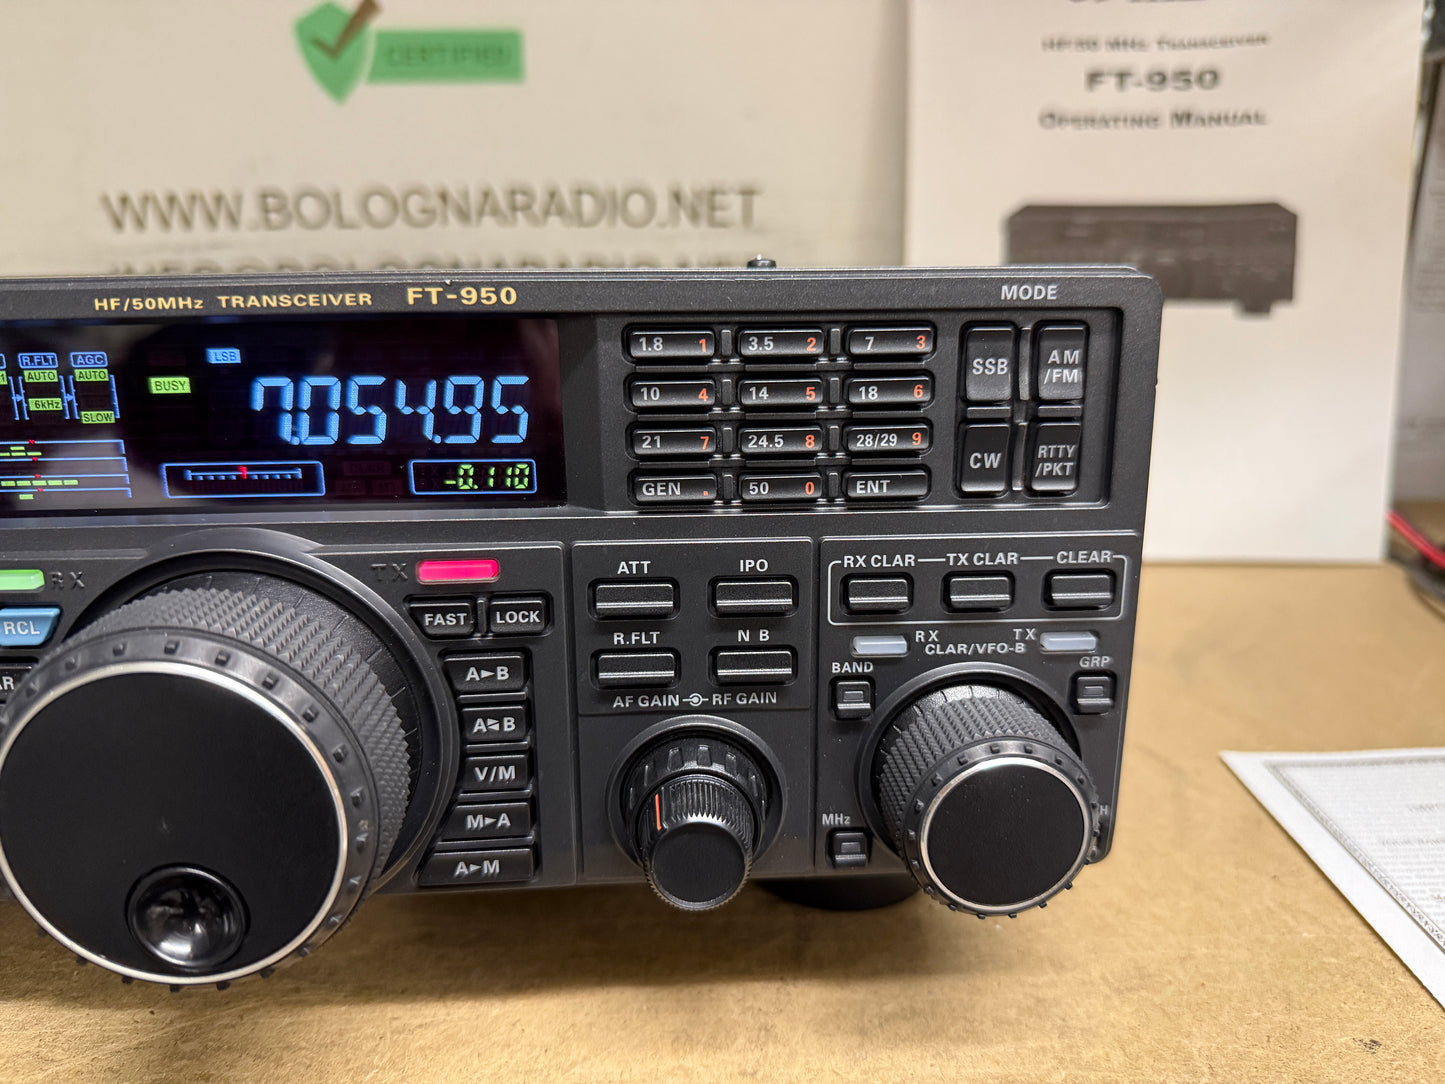 CERTIFIED
WWW.BOLOGNARADIO.NET
HF/50 MHz TRANSCEIVER
FT-950
OPERATING MANUAL
HF/50MHz TRANSCEIVER FT-950
MODE
R.FLT AGC
AUTO AUTO
6kHz
SLOW
LSB
BUSY
7.054.95
-0.110
1.8 1 3.5 2 7 3
10 4 14 5 18 6
21 7 24.5 8 28/29 9
GEN . 50 0 ENT
SSB
AM
/FM
CW
RTTY
/PKT
RX
RCL
TX
FAST LOCK
A►B
A B
V/M
M►A
A►M
ATT IPO
R.FLT N B
AF GAIN RF GAIN
RX CLAR TX CLAR CLEAR
RX TX
CLAR/VFO-B
BAND GRP
MHz